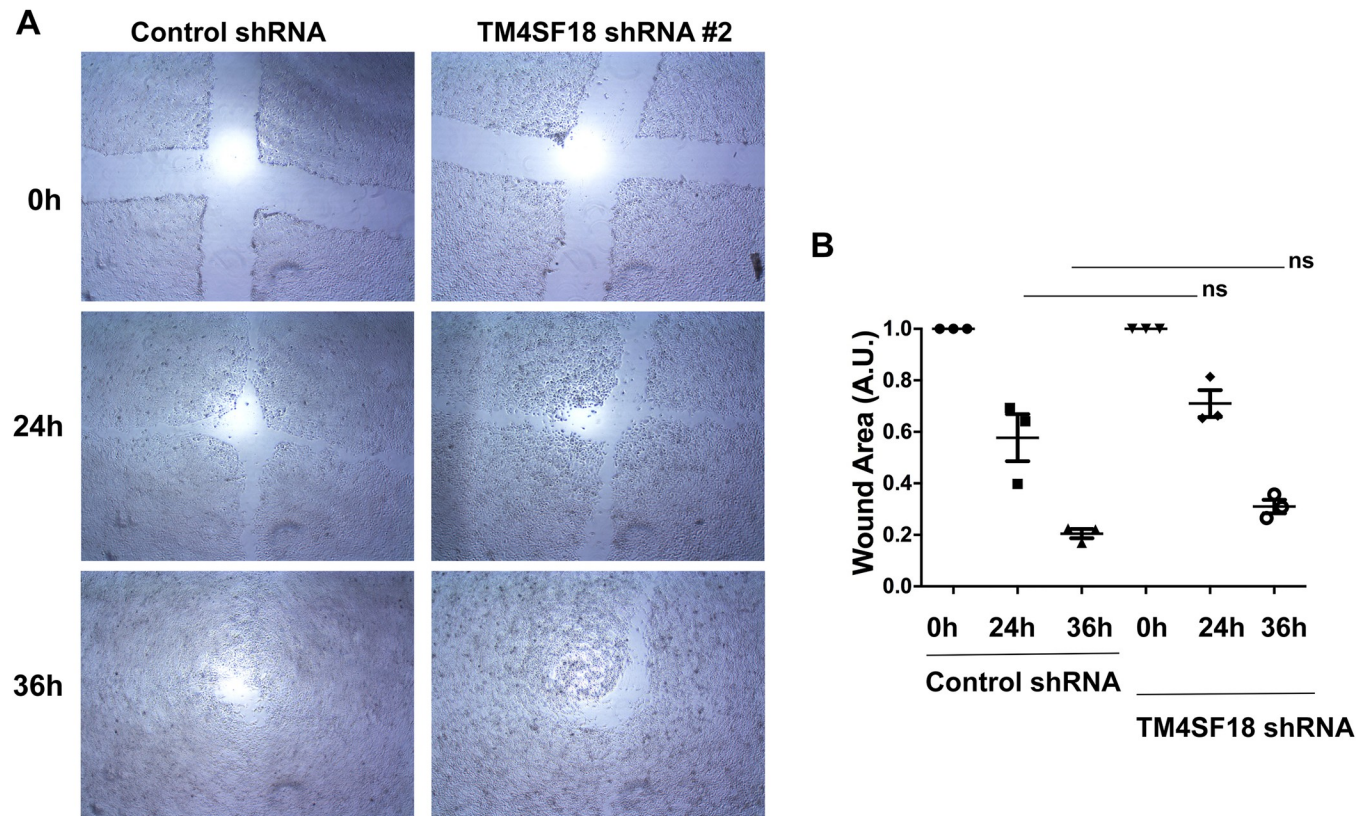 A
Control shRNA
TM4SF18 shRNA #2
0h
24h
36h
B
ns
ns
Wound Area (A.U.)
1.0
0.8
0.6
0.4
0.2
0.0
0h 24h 36h 0h 24h 36h
Control shRNA
TM4SF18 shRNA